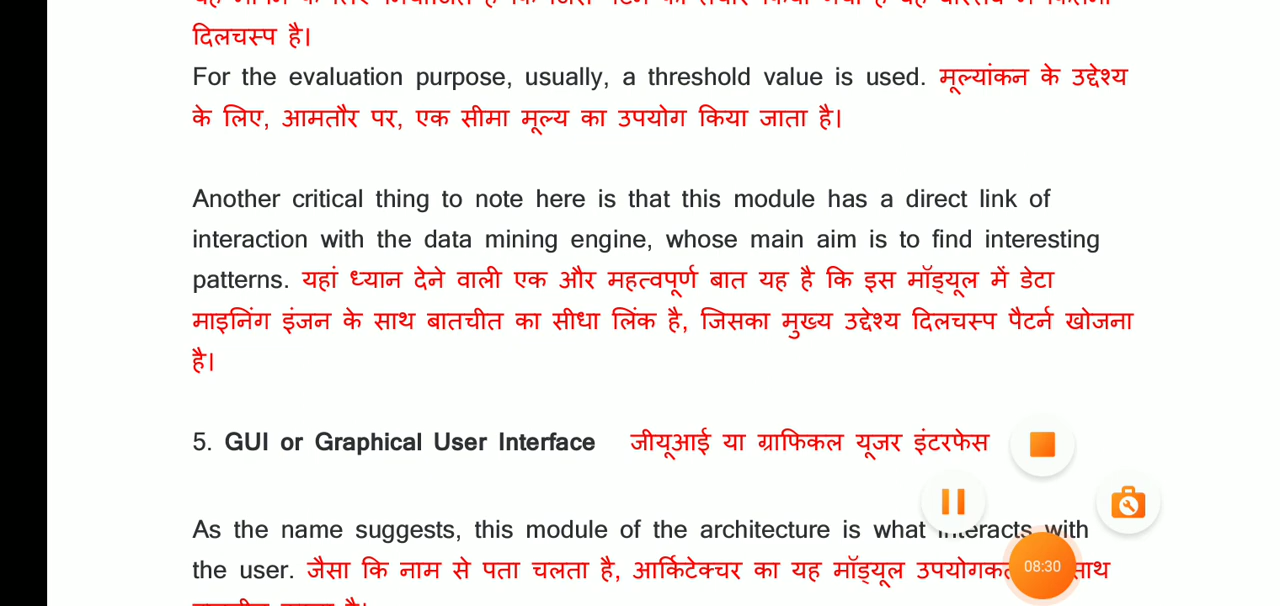 दिलचस्प है।
For the evaluation purpose, usually, a threshold value is used. मूल्यांकन के उद्देश्य
के लिए, आमतौर पर, एक सीमा मूल्य का उपयोग किया जाता है।
Another critical thing to note here is that this module has a direct link of
interaction with the data mining engine, whose main aim is to find interesting
patterns. यहां ध्यान देने वाली एक और महत्वपूर्ण बात यह है कि इस मॉड्यूल में डेटा
माइनिंग इंजन के साथ बातचीत का सीधा लिंक है, जिसका मुख्य उद्देश्य दिलचस्प पैटर्न खोजना
है।
5. GUI or Graphical User Interface जीयूआई या ग्राफिकल यूजर इंटरफेस
As the name suggests, this module of the architecture is what interacts with
the user. जैसा कि नाम से पता चलता है, आर्किटेक्चर का यह मॉड्यूल साथ
08:30